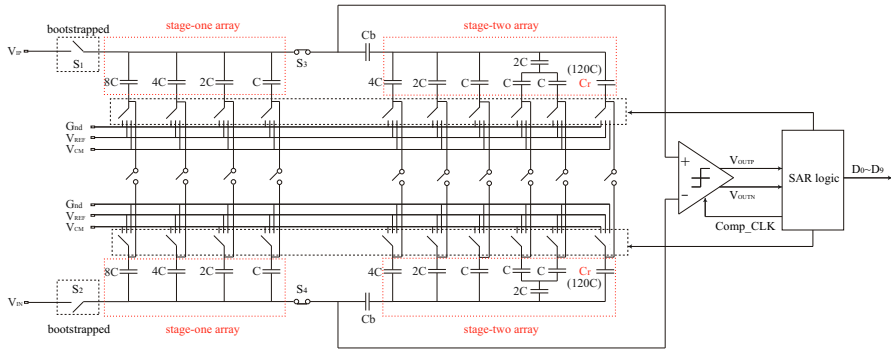 stage-one array
stage-two array
bootstrapped
Cb
VIP
S1
S3
2C
(120C)
8C
4C
2C
C
4C
2C
C
C
C
Cr
Gnd
VREF
VCM
+
-
VOUTP
VOUTN
SAR logic
D0~D9
Comp_CLK
Gnd
VREF
VCM
8C
4C
2C
C
4C
2C
C
C
C
Cr
(120C)
2C
S2
S4
VIN
Cb
bootstrapped
stage-one array
stage-two array